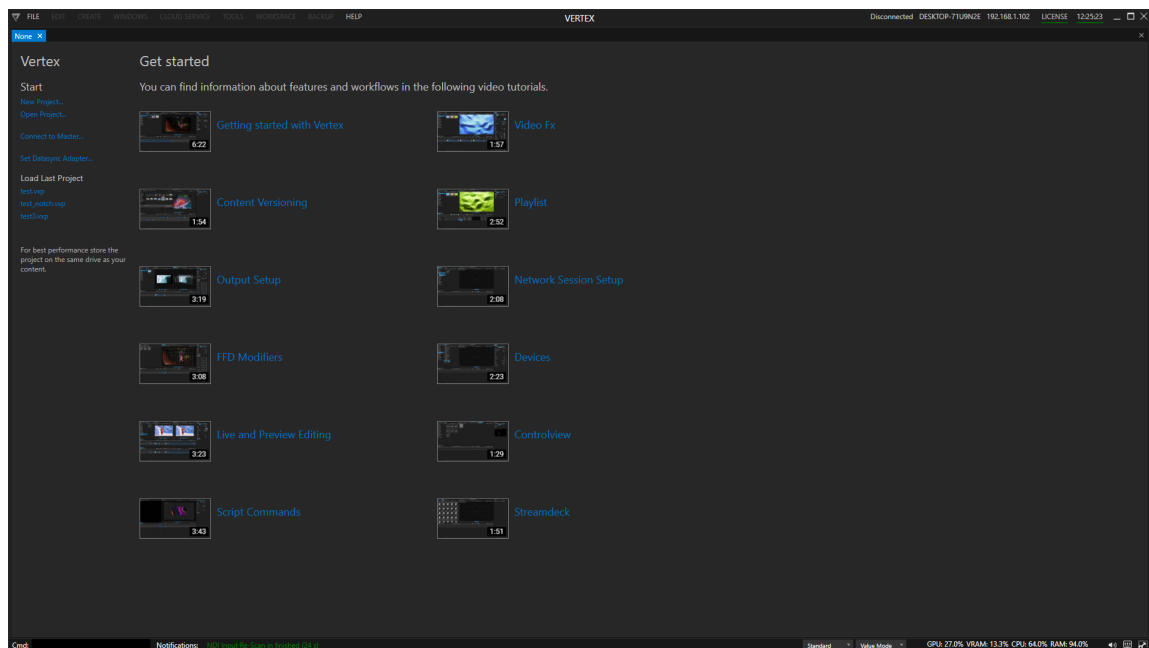 FILE EDIT CREATE WINDOWS CLOUD SERVICE TOOLS WORKSPACE BACKUP HELP VERTEX Disconnected DESKTOP-71U9N2E 192.168.1.102 LICENSE 12:25:23
None ×
Vertex
Start
New Project...
Open Project...
Connect to Master...
Set Datasync Adapter...
Load Last Project
test.vxp
test_notch.vxp
test3.vxp
For best performance store the
project on the same drive as your
content.
Get started
You can find information about features and workflows in the following video tutorials.
6:22 Getting started with Vertex
1:57 Video Fx
1:54 Content Versioning
2:52 Playlist
3:19 Output Setup
2:08 Network Session Setup
3:08 FFD Modifiers
2:23 Devices
3:23 Live and Preview Editing
1:29 Controlview
3:43 Script Commands
1:51 Streamdeck
Cmd: Notifications: NDI Input Re-Scan in finished (24 s) Standard Value Mode GPU: 27.0% VRAM: 13.3% CPU: 64.0% RAM: 94.0%